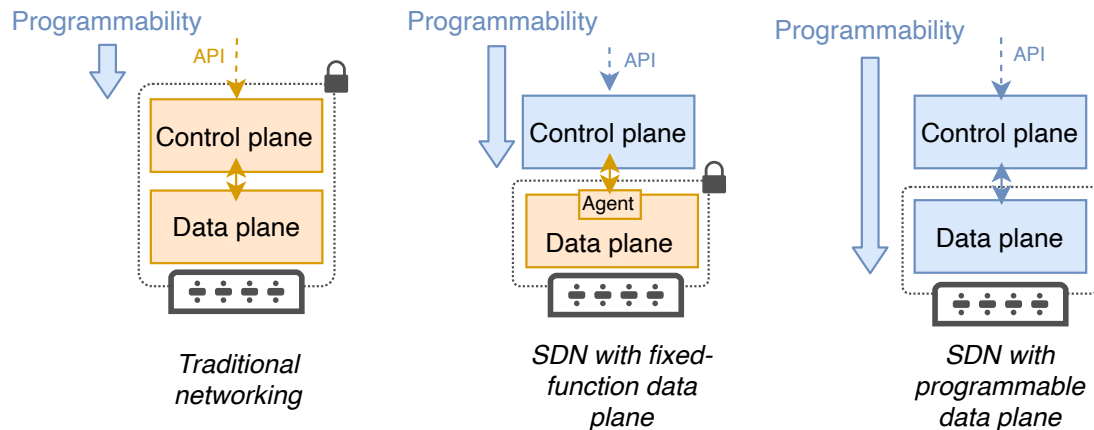 Programmability
API
Control plane
Data plane
Traditional
networking
Programmability
API
Control plane
Agent
Data plane
SDN with fixed-
function data
plane
Programmability
API
Control plane
Data plane
SDN with
programmable
data plane